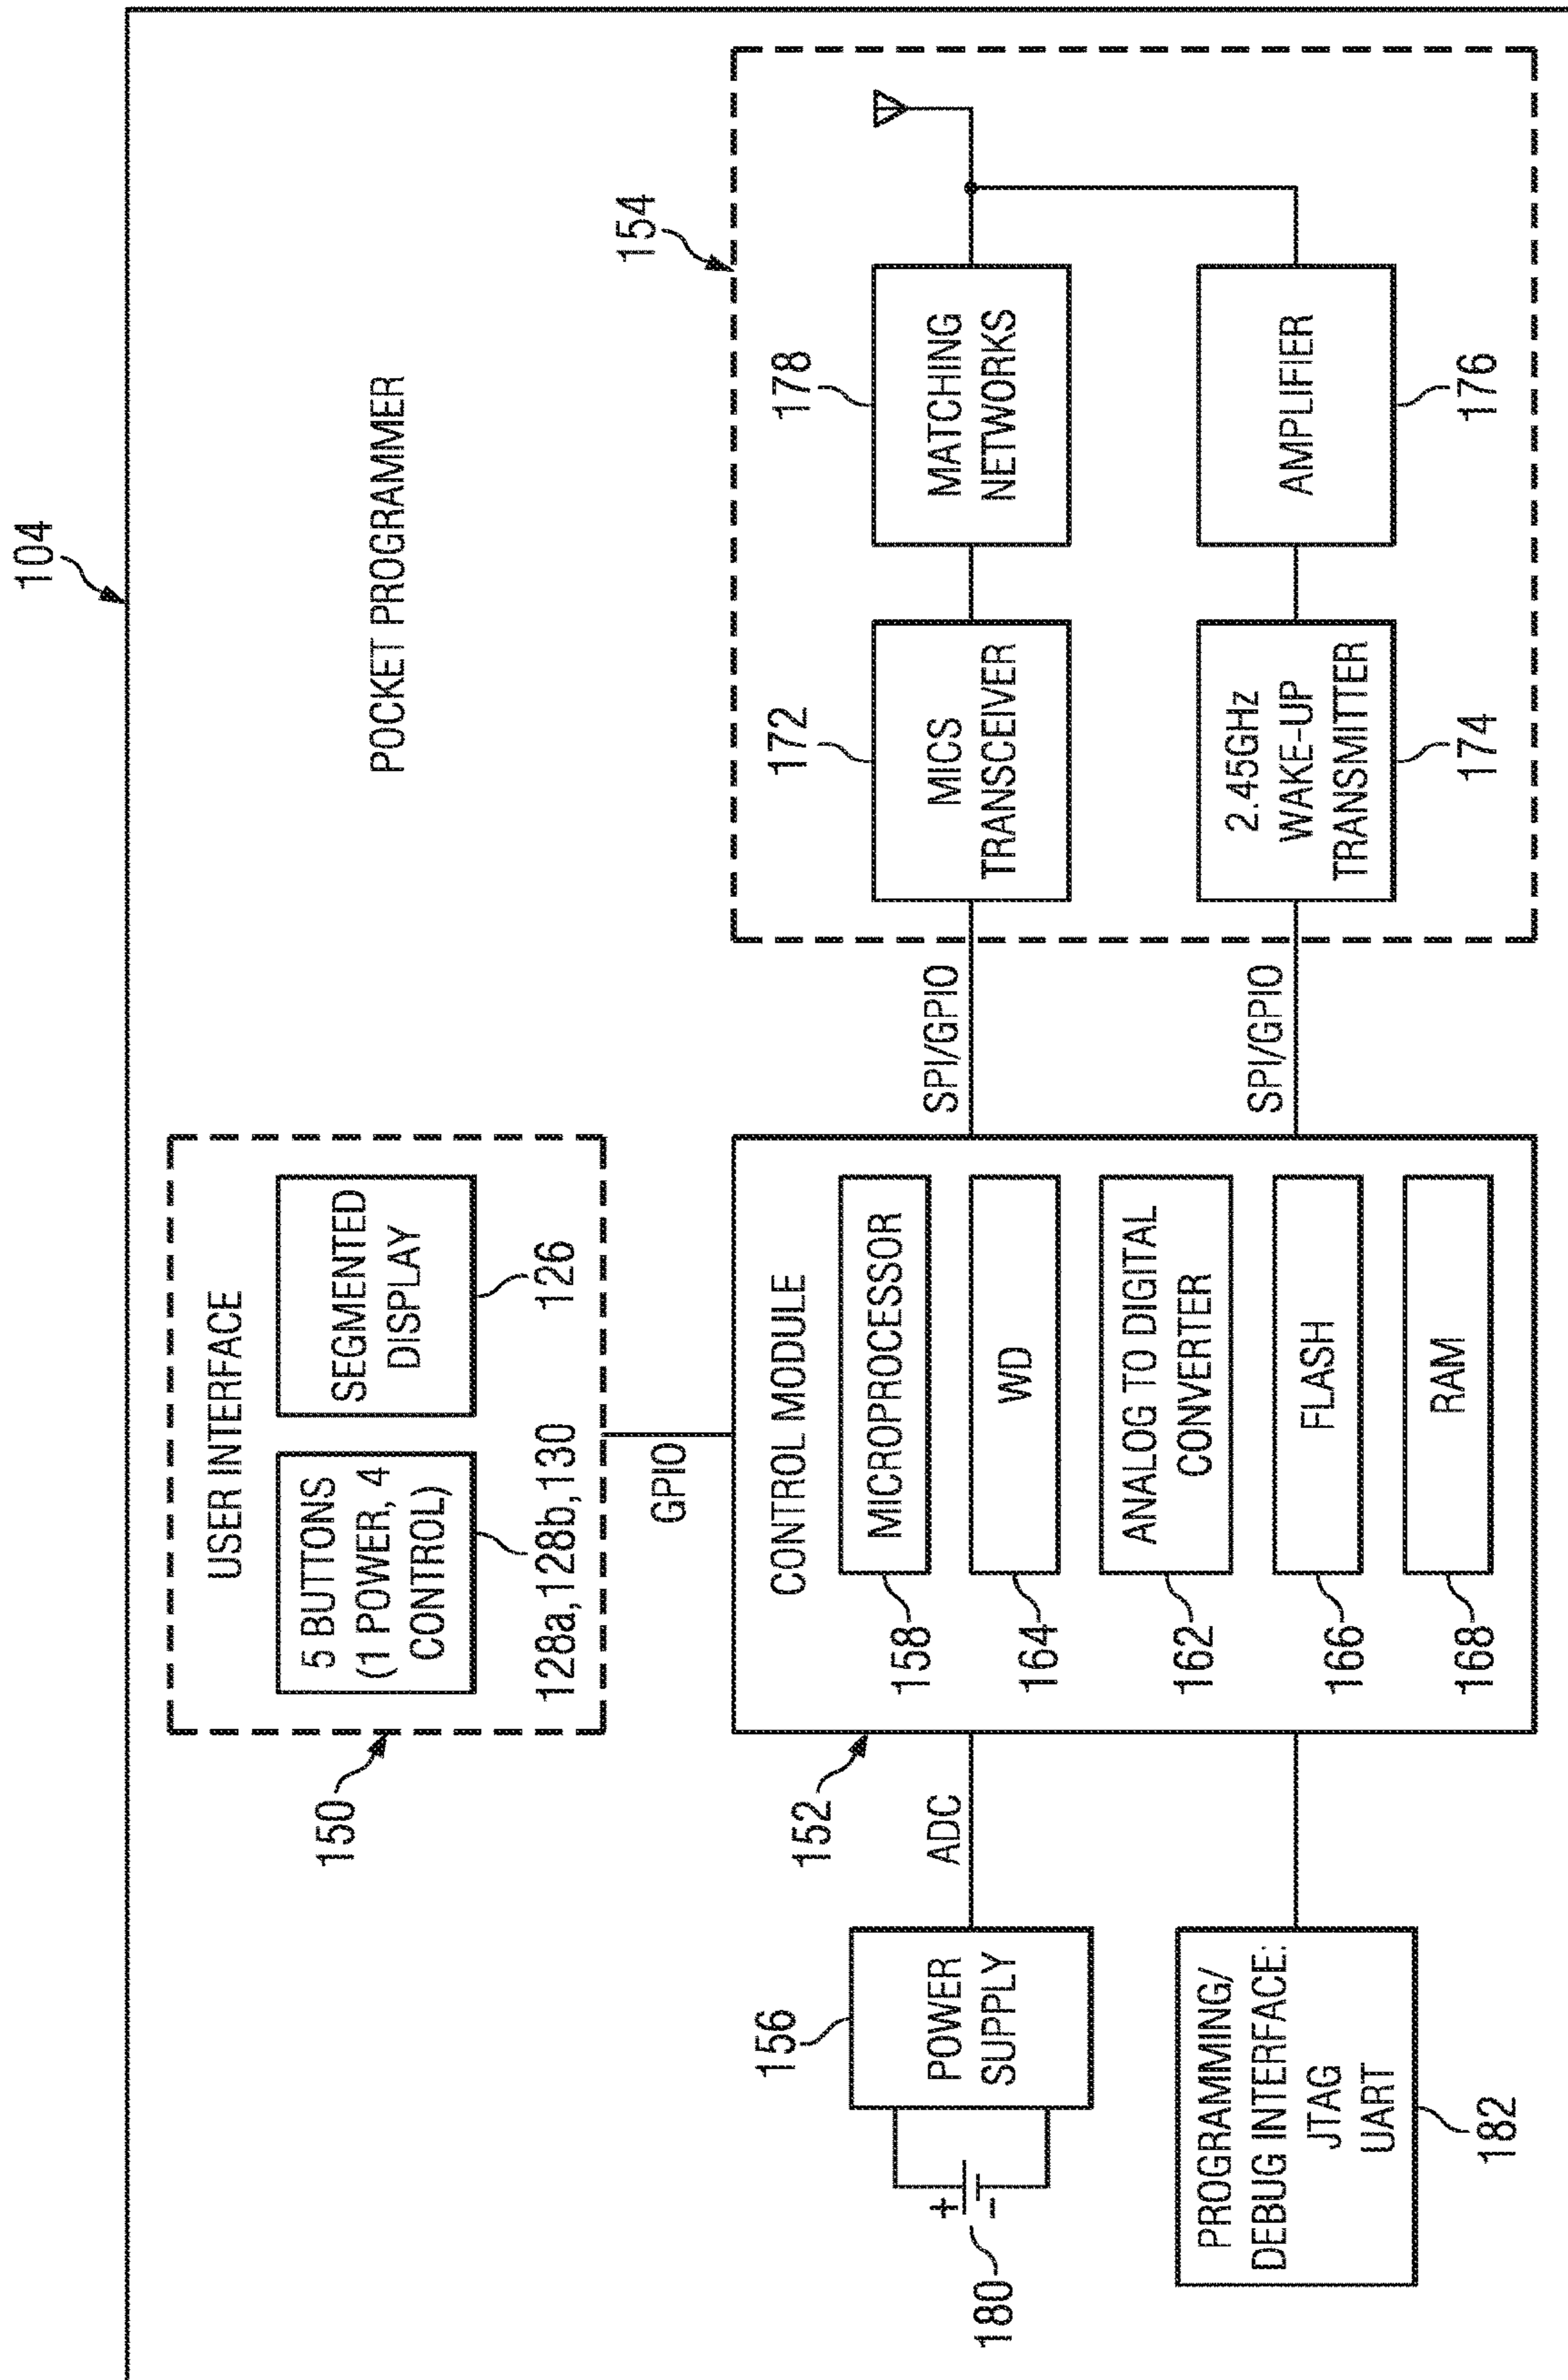 104
POCKET PROGRAMMER
USER INTERFACE
5 BUTTONS
(1 POWER, 4
CONTROL)
SEGMENTED
DISPLAY
150
128a,128b,130
126
GPIO
154
152
CONTROL MODULE
158
MICROPROCESSOR
164
WD
162
ANALOG TO DIGITAL
CONVERTER
166
FLASH
168
RAM
156
POWER
SUPPLY
ADC
+
-
180
PROGRAMMING/
DEBUG INTERFACE:
JTAG
UART
182
SPI/GPIO
SPI/GPIO
172
MICS
TRANSCEIVER
178
MATCHING
NETWORKS
2.45GHz
WAKE-UP
TRANSMITTER
174
AMPLIFIER
176